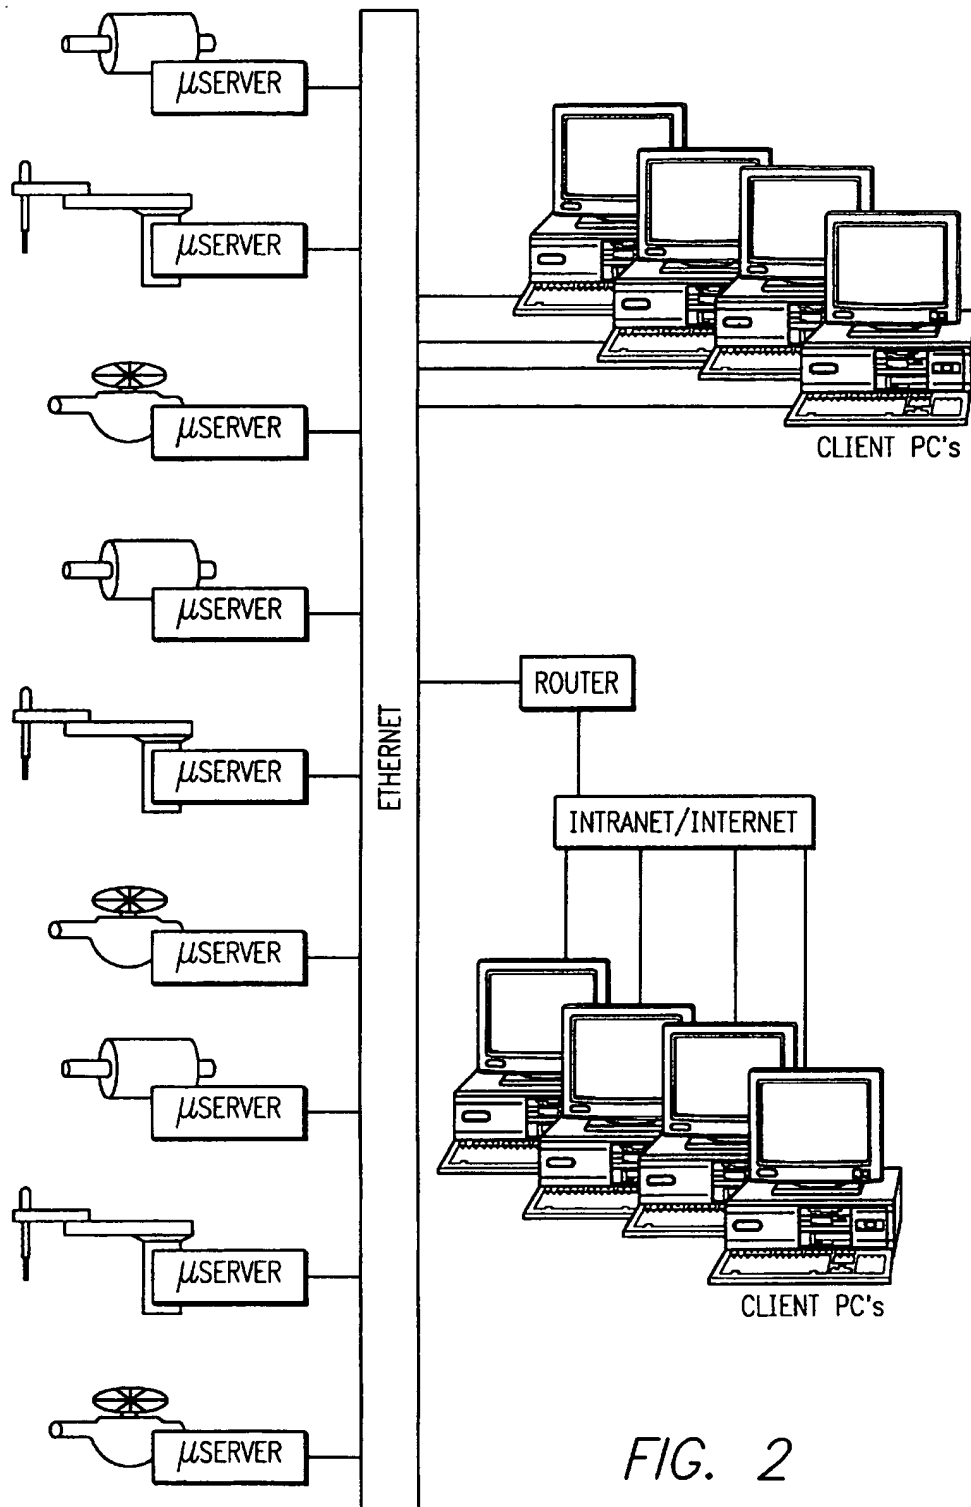 μSERVER
μSERVER
μSERVER
μSERVER
μSERVER
μSERVER
μSERVER
μSERVER
μSERVER
ETHERNET
CLIENT PC's
ROUTER
INTRANET/INTERNET
CLIENT PC's
FIG. 2